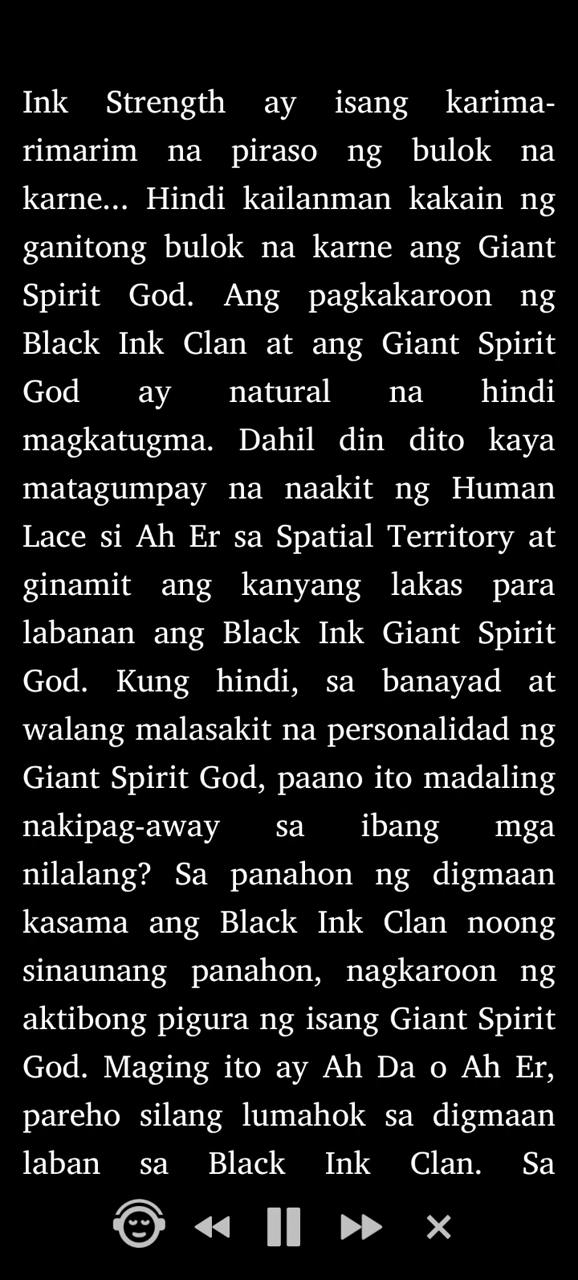 Ink Strength ay isang karima-
rimarim na piraso ng bulok na
karne... Hindi kailanman kakain ng
ganitong bulok na karne ang Giant
Spirit God. Ang pagkakaroon ng
Black Ink Clan at ang Giant Spirit
God ay natural na hindi
magkatugma. Dahil din dito kaya
matagumpay na naakit ng Human
Lace si Ah Er sa Spatial Territory at
ginamit ang kanyang lakas para
labanan ang Black Ink Giant Spirit
God. Kung hindi, sa banayad at
walang malasakit na personalidad ng
Giant Spirit God, paano ito madaling
nakipag-away sa ibang mga
nilalang? Sa panahon ng digmaan
kasama ang Black Ink Clan noong
sinaunang panahon, nagkaroon ng
aktibong pigura ng isang Giant Spirit
God. Maging ito ay Ah Da o Ah Er,
pareho silang lumahok sa digmaan
laban sa Black Ink Clan. Sa